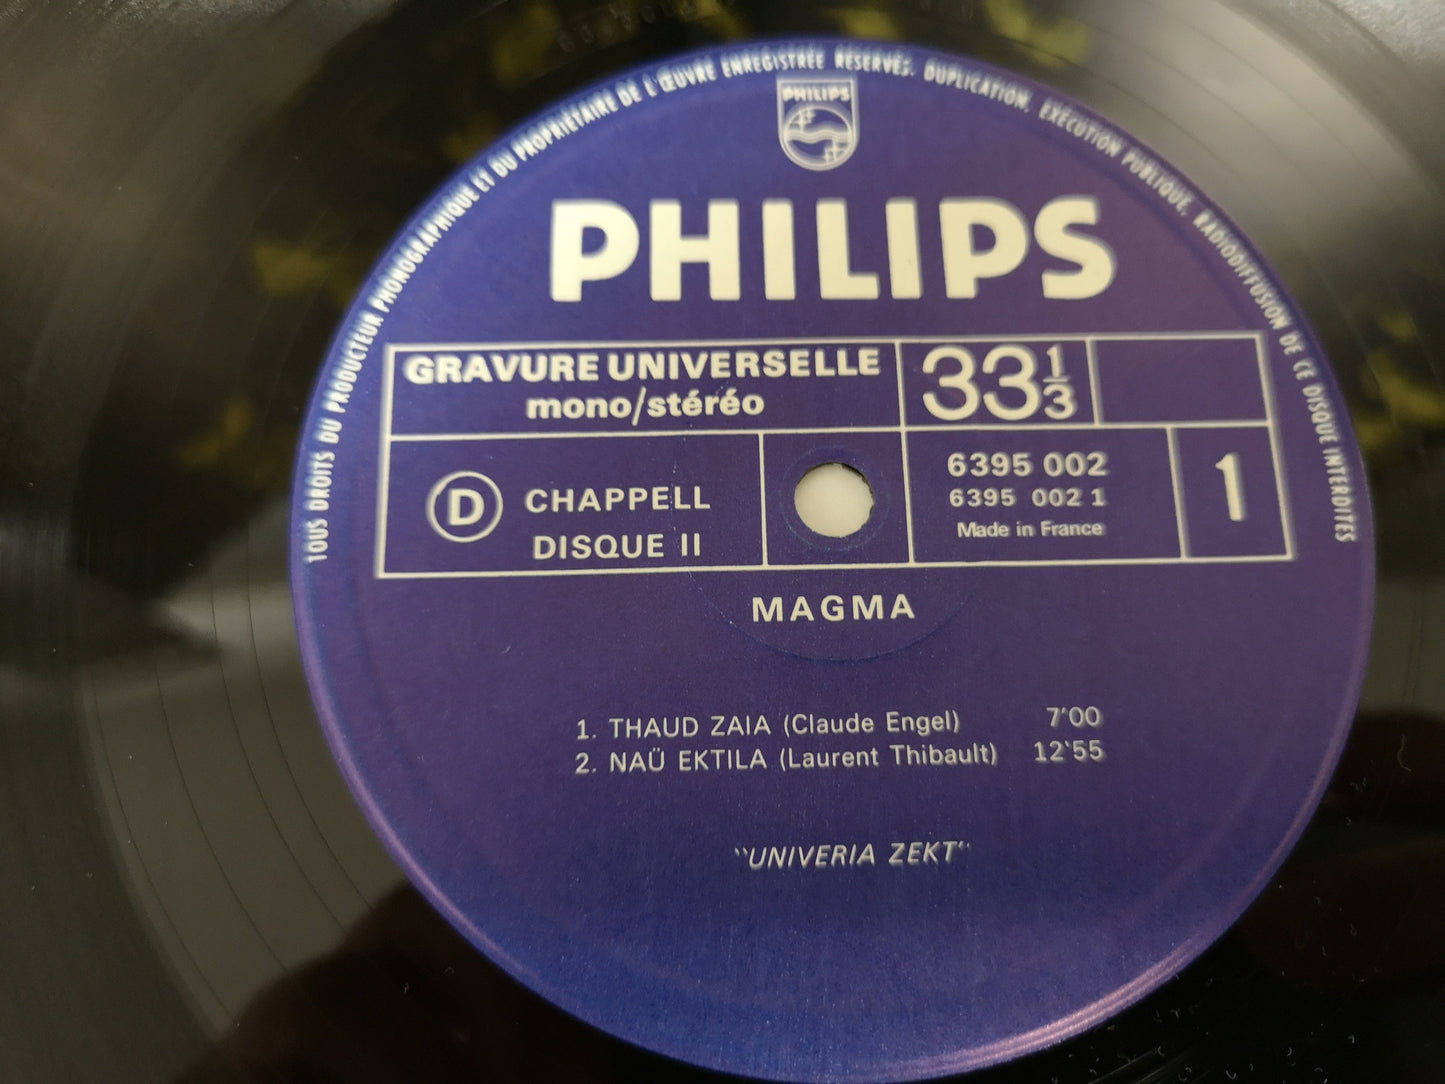 TOUS DROITS DU PRODUCTEUR PHONOGRAPHIQUE ET DU PROPRIETAIRE DE L'ŒUVRE ENREGISTRÉE RESERVES. DUPLICATION, EXÉCUTION PUBLIQUE, RADIODIFFUSION DE CE DISQUE INTERDITES
PHILIPS
PHILIPS
GRAVURE UNIVERSELLE
mono/stéréo
33 1/3
D CHAPPELL
DISQUE II
6395 002
6395 002 1
Made in France
1
MAGMA
1. THAUD ZAIA (Claude Engel) 7'00
2. NAÜ EKTILA (Laurent Thibault) 12'55
"UNIVERIA ZEKT"